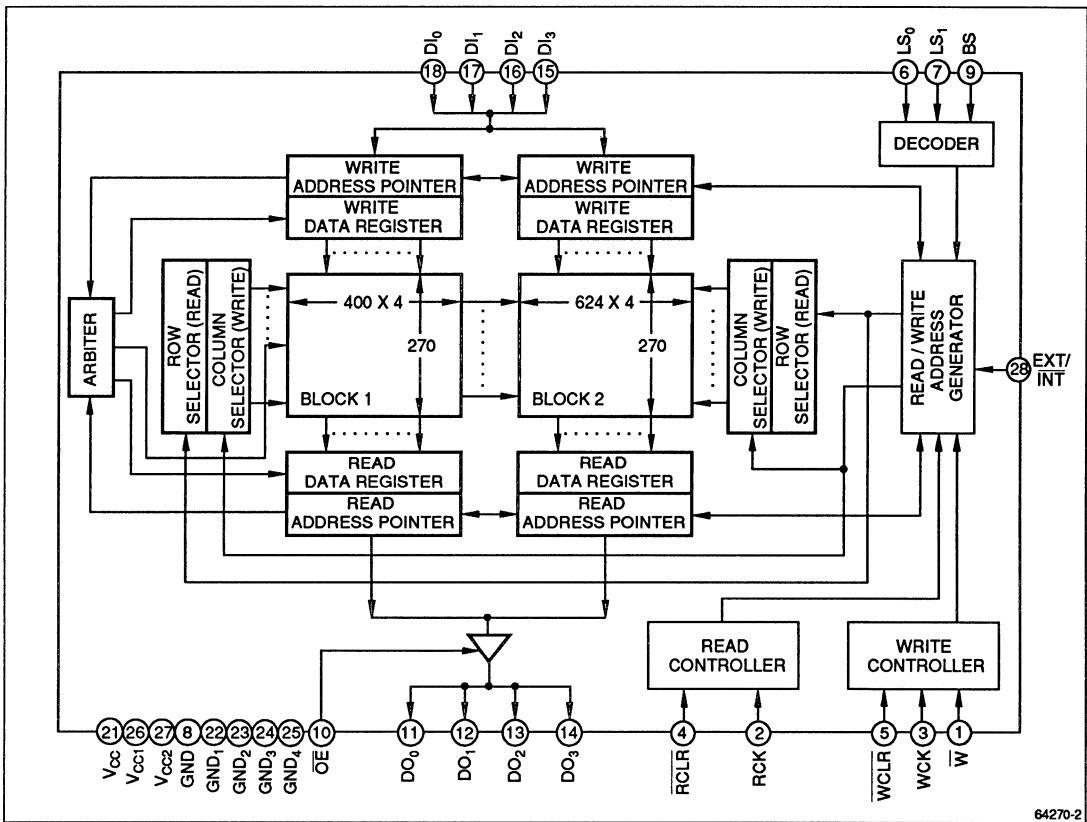 DI0 DI1 DI2 DI3
LS0 LS1 BS
18 17 16 15
6 7 9
DECODER
WRITE
ADDRESS POINTER
WRITE
DATA REGISTER
WRITE
ADDRESS POINTER
WRITE
DATA REGISTER
ARBITER
ROW
SELECTOR (READ)
COLUMN
SELECTOR (WRITE)
400 X 4
270
BLOCK 1
624 X 4
270
BLOCK 2
COLUMN
SELECTOR (WRITE)
ROW
SELECTOR (READ)
READ / WRITE
ADDRESS
GENERATOR
28
EXT/
INT
READ
DATA REGISTER
READ
ADDRESS POINTER
READ
DATA REGISTER
READ
ADDRESS POINTER
READ
CONTROLLER
WRITE
CONTROLLER
21 26 27 8 22 23 24 25 10 11 12 13 14 4 2 5 3 1
VCC VCC1 VCC2 GND GND1 GND2 GND3 GND4 OE DO0 DO1 DO2 DO3 RCLR RCK WCLR WCK W
64270-2